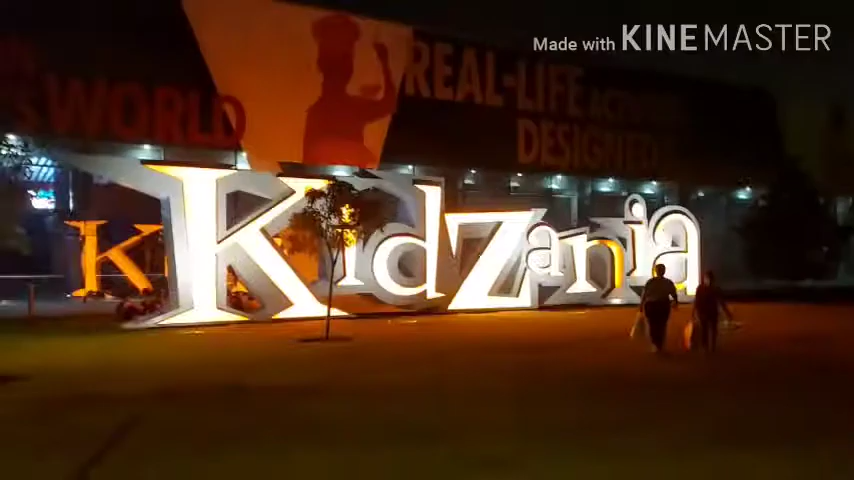 Made with KINEMASTER
REAL-LIFE
WORLD
DESIGNED
KidZania
K